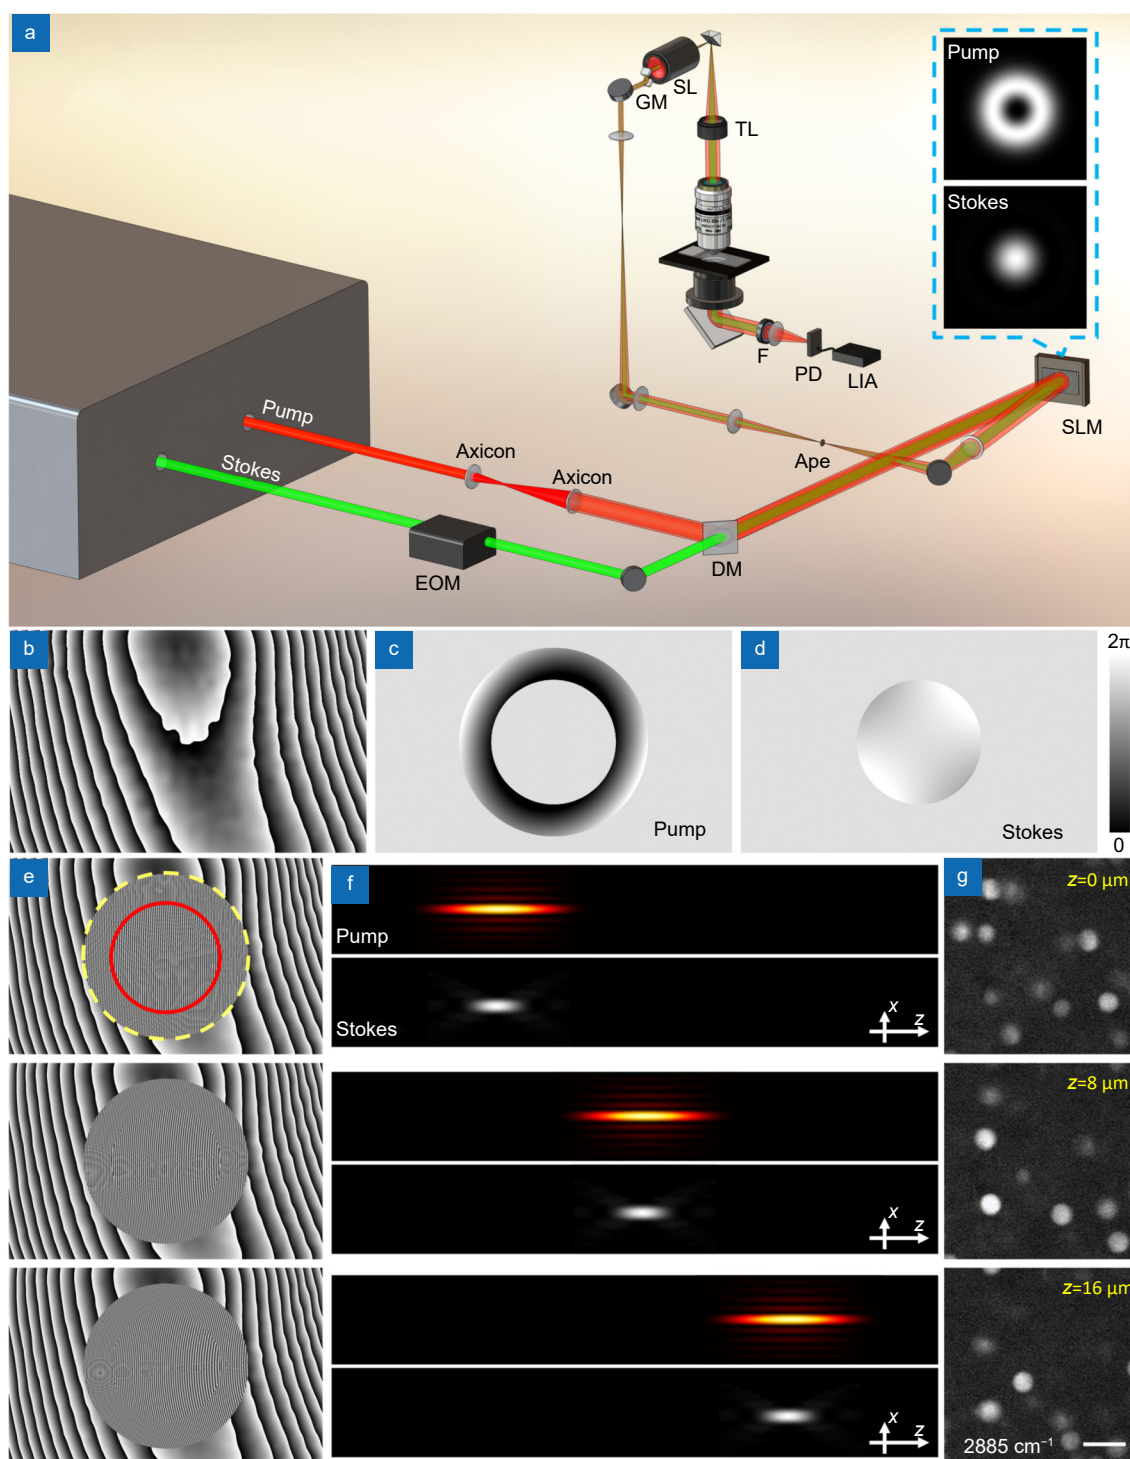 a
Pump
Stokes
GM
SL
TL
F
PD
LIA
SLM
Pump
Axicon
Axicon
Stokes
Ape
EOM
DM
b
c
Pump
d
Stokes
2π
0
e
f
Pump
Stokes
x
z
g
z=0 µm
x
z
z=8 µm
x
z
z=16 µm
2885 cm⁻¹